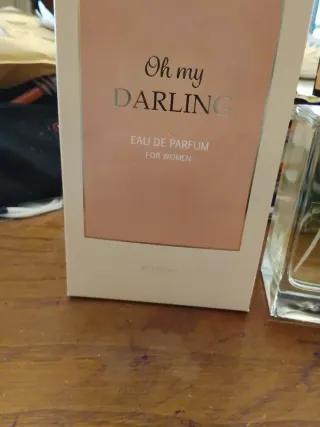 Oh my
DARLING
EAU DE PARFUM
FOR WOMEN